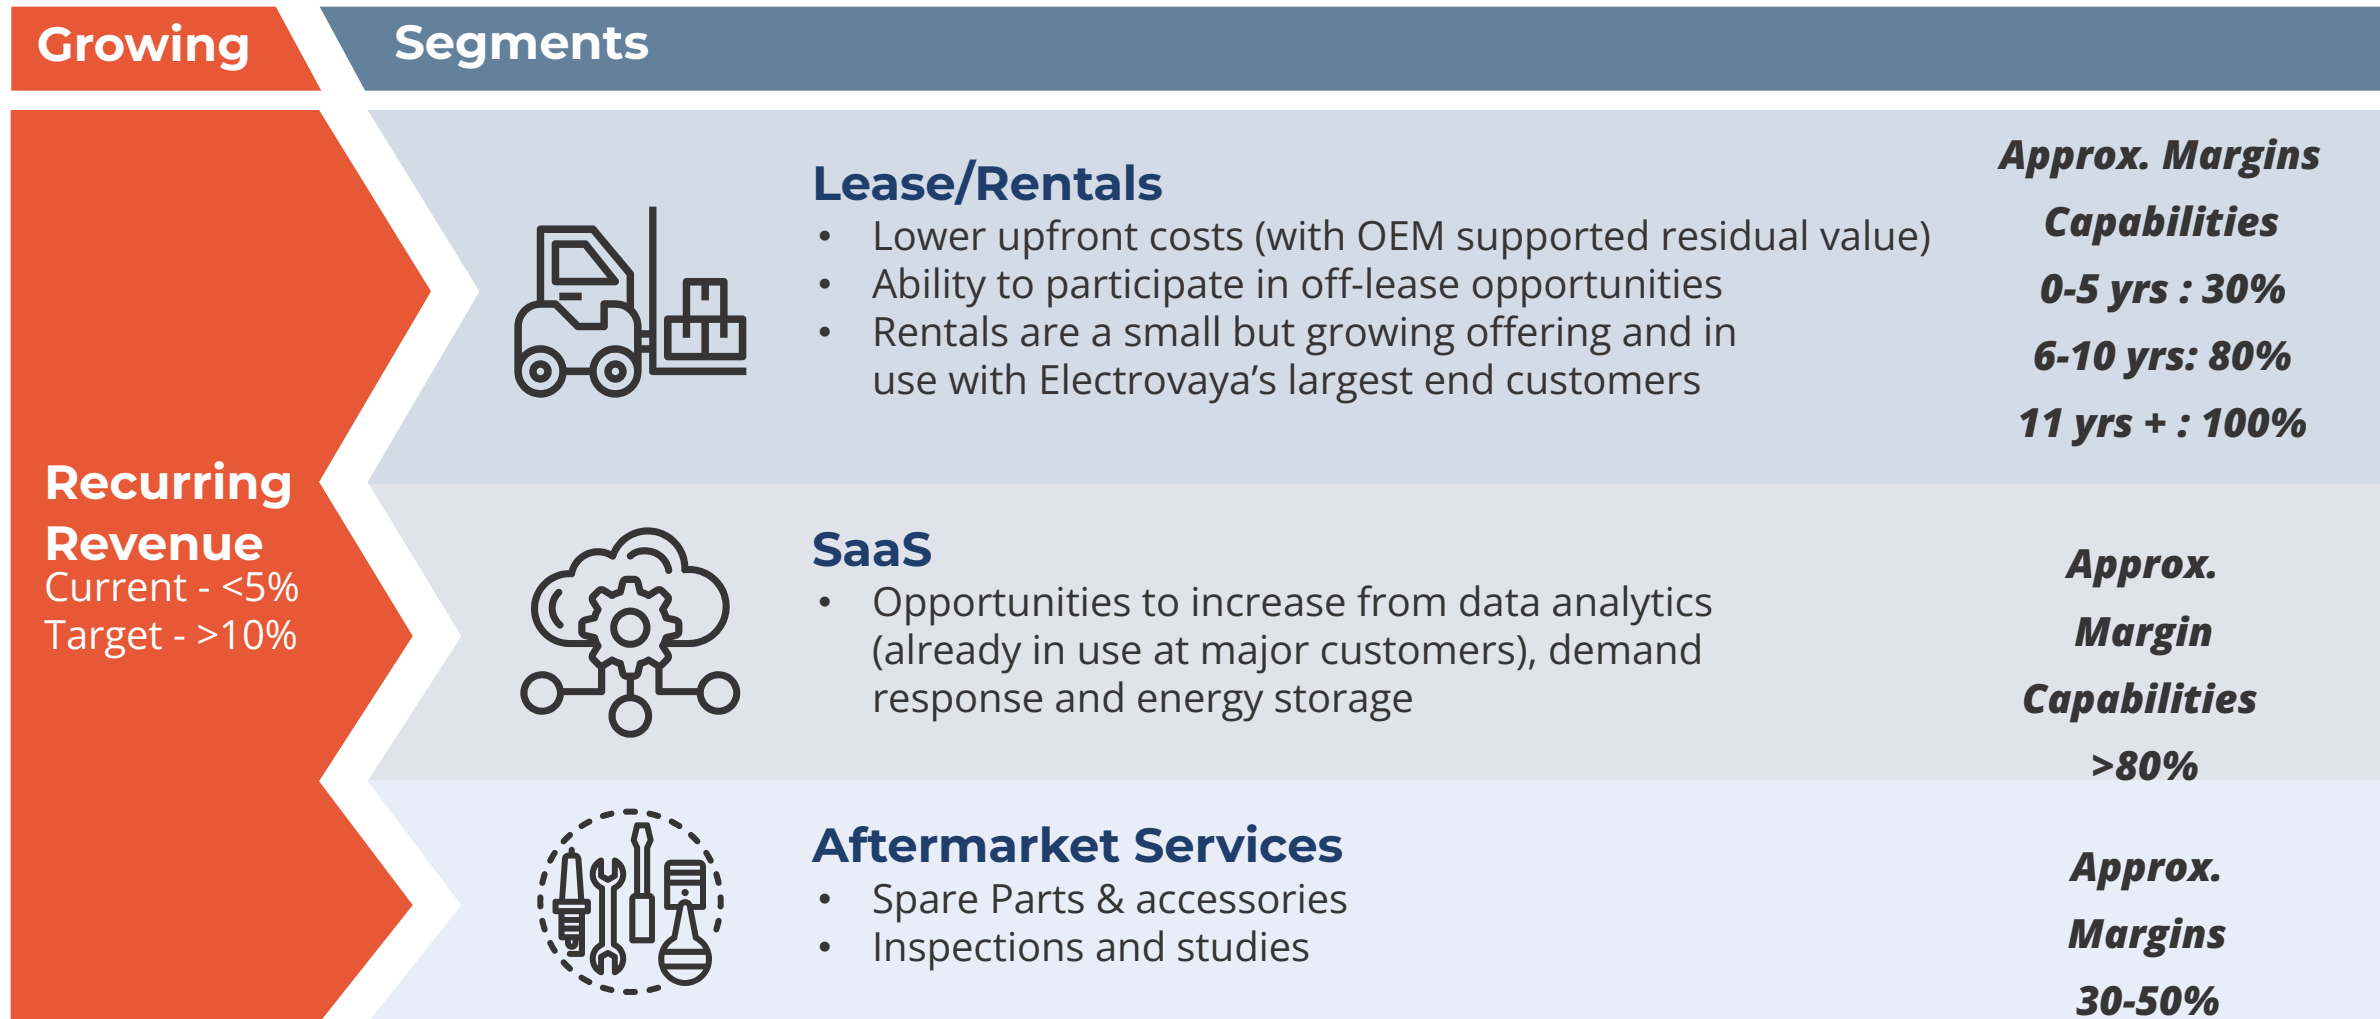 Growing
Segments
Recurring
Revenue
Current - <5%
Target - >10%
Lease/Rentals
• Lower upfront costs (with OEM supported residual value)
• Ability to participate in off-lease opportunities
• Rentals are a small but growing offering and in
use with Electrovaya’s largest end customers
Approx. Margins
Capabilities
0-5 yrs : 30%
6-10 yrs: 80%
11 yrs + : 100%
SaaS
• Opportunities to increase from data analytics
(already in use at major customers), demand
response and energy storage
Approx.
Margin
Capabilities
>80%
Aftermarket Services
• Spare Parts & accessories
• Inspections and studies
Approx.
Margins
30-50%